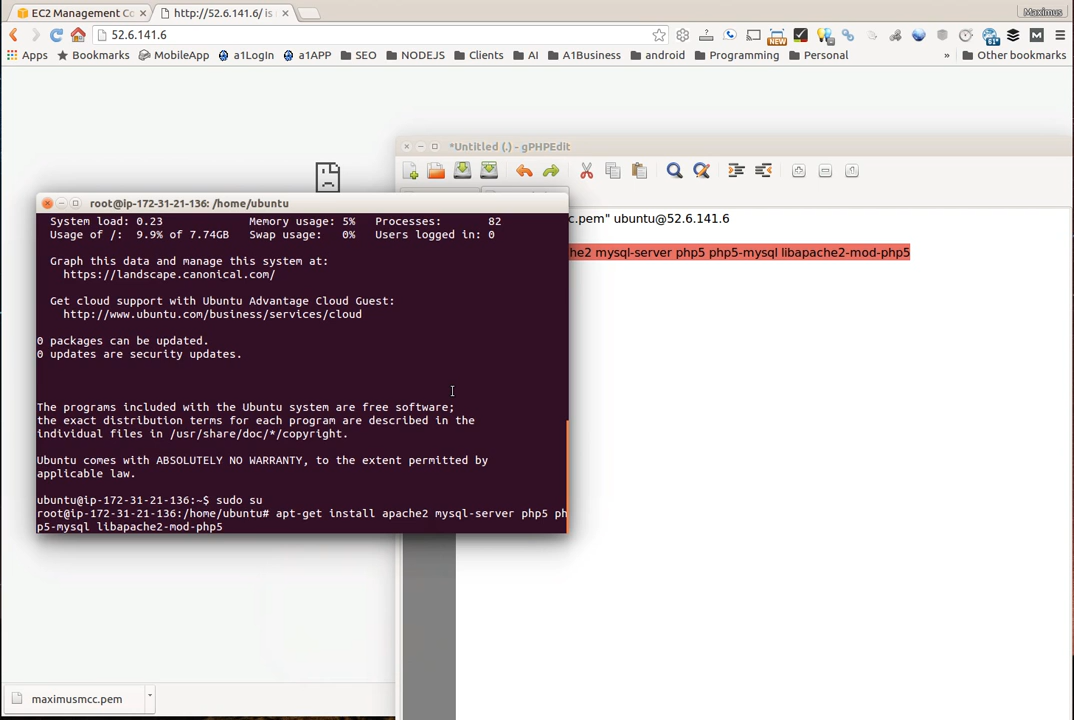 EC2 Management Co
http://52.6.141.6/ is
Maximus
52.6.141.6
NEW
61
Apps
Bookmarks
MobileApp
a1LogIn
a1APP
SEO
NODEJS
Clients
AI
A1Business
android
Programming
Personal
»
Other bookmarks
*Untitled (.) - gPHPEdit
c.pem" ubuntu@52.6.141.6
he2 mysql-server php5 php5-mysql libapache2-mod-php5
root@ip-172-31-21-136: /home/ubuntu
System load: 0.23 Memory usage: 5% Processes: 82
Usage of /: 9.9% of 7.74GB Swap usage: 0% Users logged in: 0
Graph this data and manage this system at:
https://landscape.canonical.com/
Get cloud support with Ubuntu Advantage Cloud Guest:
http://www.ubuntu.com/business/services/cloud
0 packages can be updated.
0 updates are security updates.
The programs included with the Ubuntu system are free software;
the exact distribution terms for each program are described in the
individual files in /usr/share/doc/*/copyright.
Ubuntu comes with ABSOLUTELY NO WARRANTY, to the extent permitted by
applicable law.
ubuntu@ip-172-31-21-136:~$ sudo su
root@ip-172-31-21-136:/home/ubuntu# apt-get install apache2 mysql-server php5 ph
p5-mysql libapache2-mod-php5
maximusmcc.pem